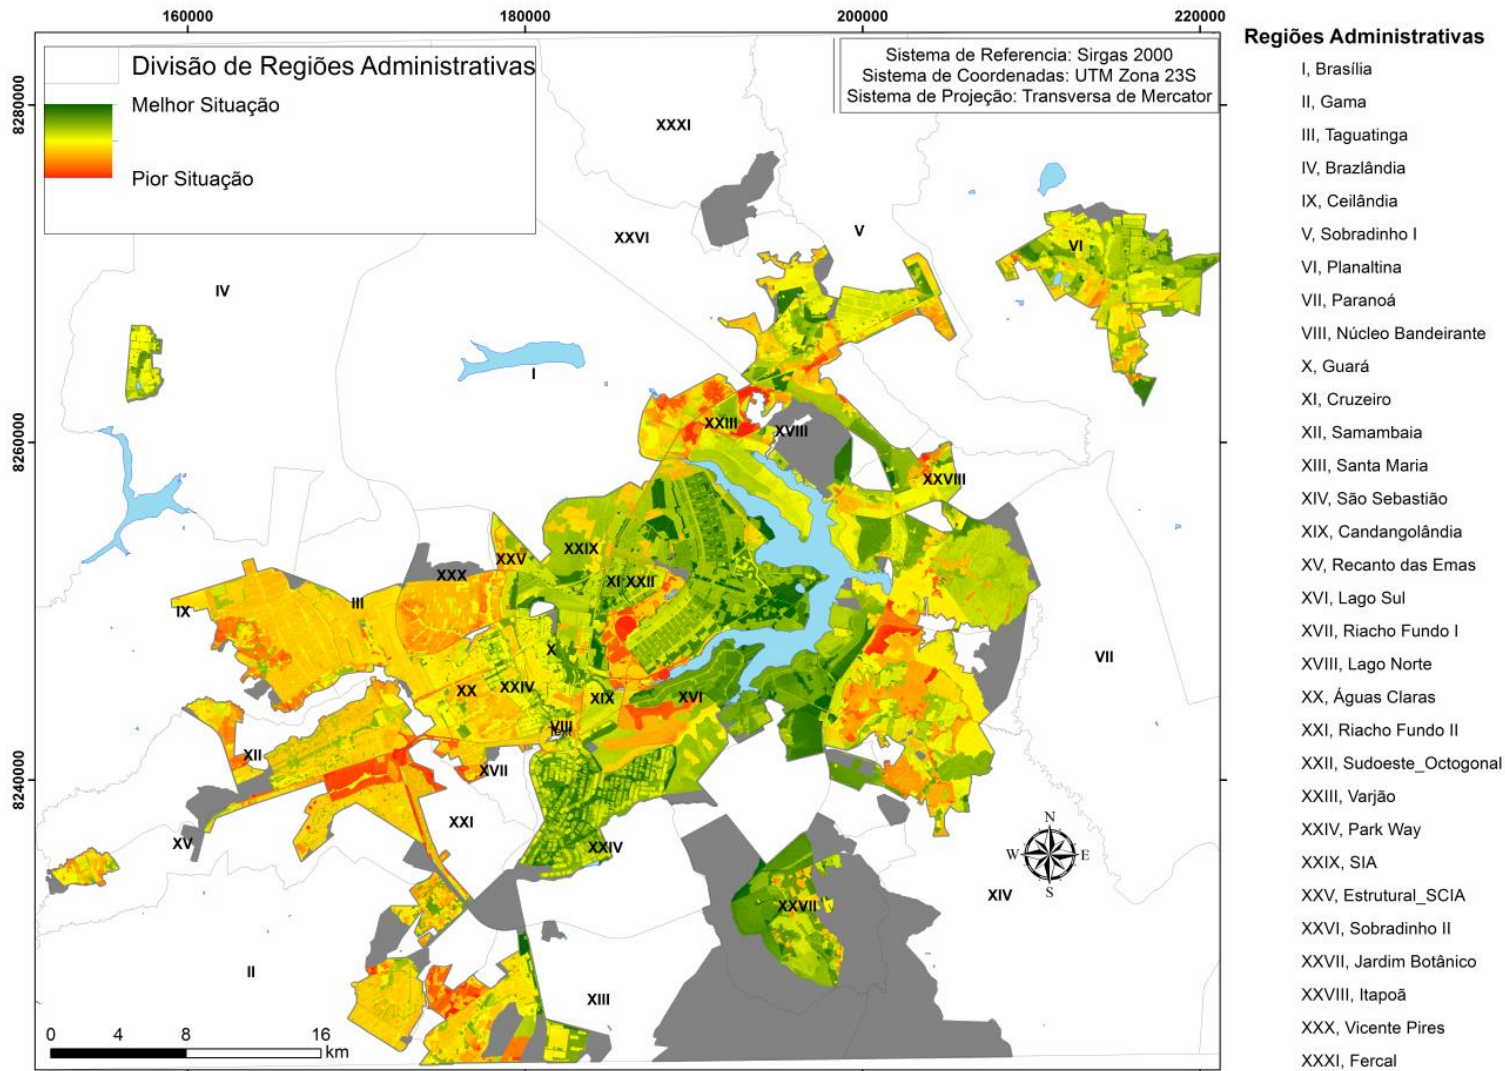 160000
180000
200000
220000
Divisão de Regiões Administrativas
Melhor Situação
Pior Situação
Sistema de Referencia: Sirgas 2000
Sistema de Coordenadas: UTM Zona 23S
Sistema de Projeção: Transversa de Mercator
8280000
8260000
8240000
XXXI
XXVI
V
VI
IV
I
XXIII
XVIII
XXVIII
XXIX
XXV
XXX
XI
XXII
IX
III
VII
X
XX
XXIV
XIX
XVI
VIII
XII
XVII
XXI
XV
XXIV
XXVII
XIV
II
XIII
N
W
E
S
0
4
8
16
km
Regiões Administrativas
I, Brasília
II, Gama
III, Taguatinga
IV, Brazlândia
IX, Ceilândia
V, Sobradinho I
VI, Planaltina
VII, Paranoá
VIII, Núcleo Bandeirante
X, Guará
XI, Cruzeiro
XII, Samambaia
XIII, Santa Maria
XIV, São Sebastião
XIX, Candangolândia
XV, Recanto das Emas
XVI, Lago Sul
XVII, Riacho Fundo I
XVIII, Lago Norte
XX, Águas Claras
XXI, Riacho Fundo II
XXII, Sudoeste_Octogonal
XXIII, Varjão
XXIV, Park Way
XXIX, SIA
XXV, Estrutural_SCIA
XXVI, Sobradinho II
XXVII, Jardim Botânico
XXVIII, Itapoã
XXX, Vicente Pires
XXXI, Fercal